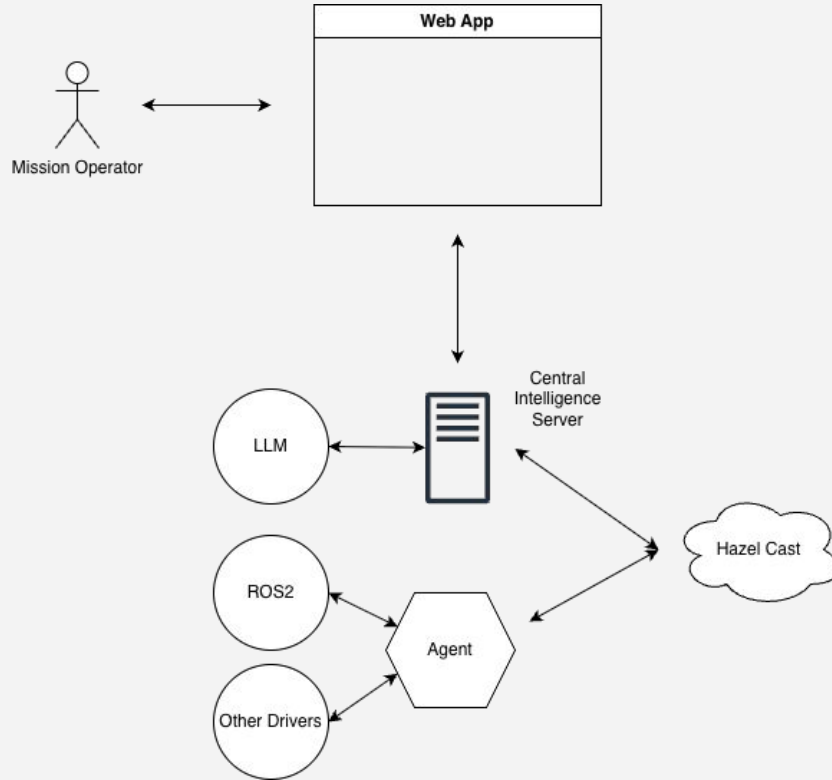 Web App
Mission Operator
Central
Intelligence
Server
LLM
Hazel Cast
ROS2
Agent
Other Drivers